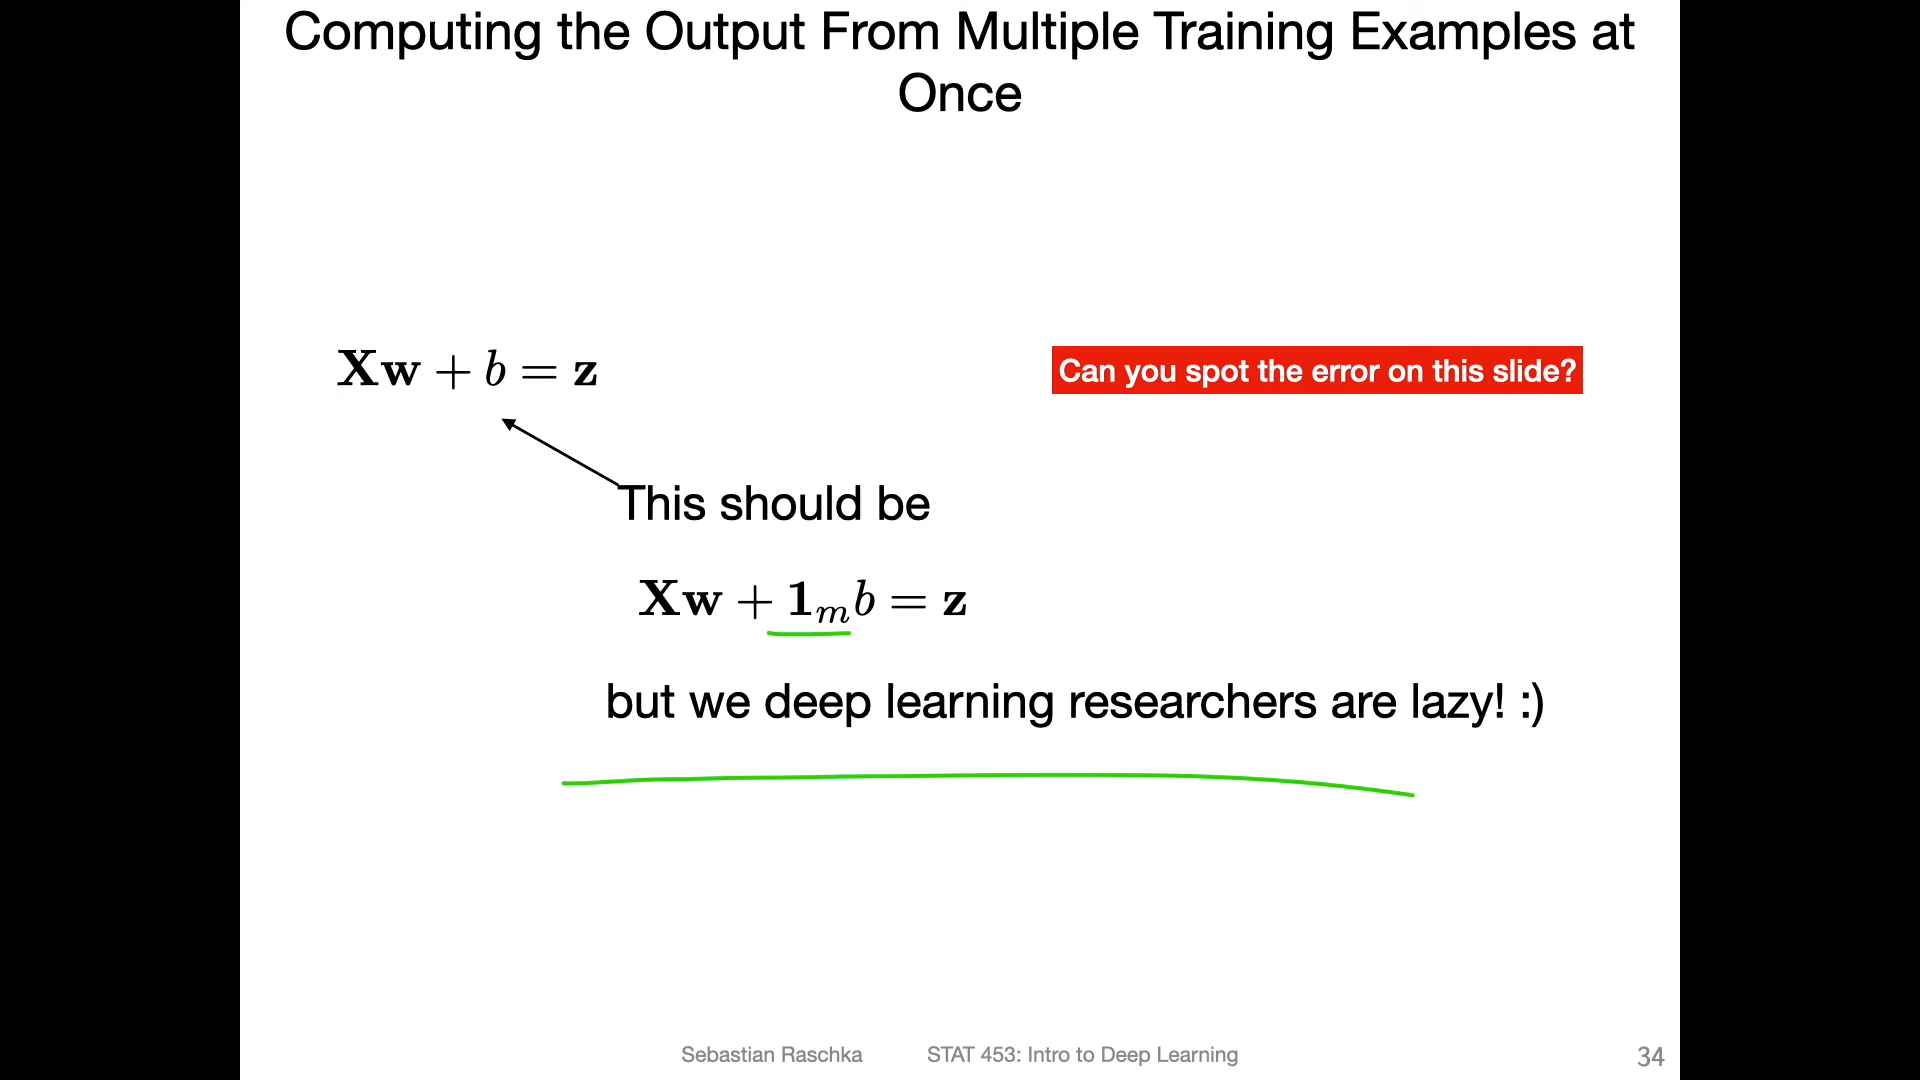 Computing the Output From Multiple Training Examples at
Once
𝐗𝐰 + b = 𝐳
Can you spot the error on this slide?
This should be
𝐗𝐰 + 𝟏ₘb = 𝐳
but we deep learning researchers are lazy! :)
Sebastian Raschka STAT 453: Intro to Deep Learning 34